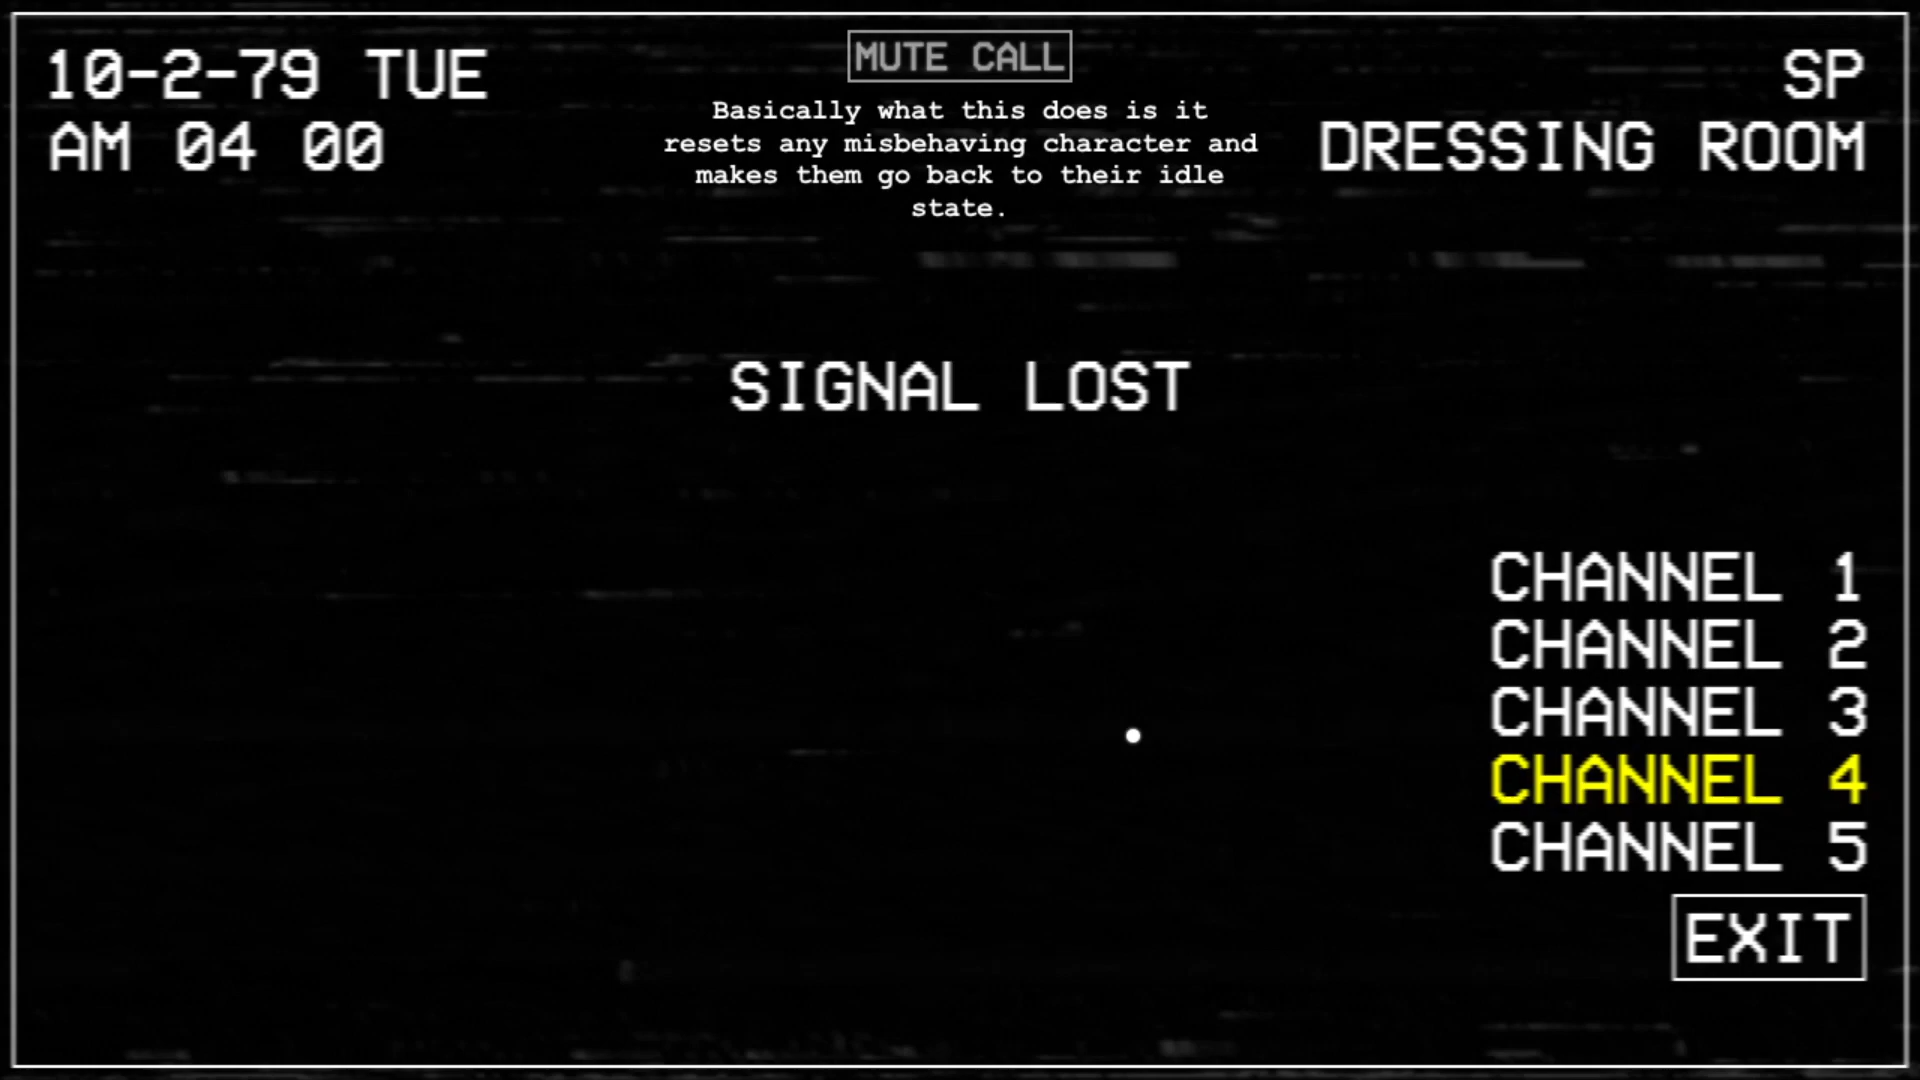 10-2-79 TUE
AM 04 00
MUTE CALL
Basically what this does is it
resets any misbehaving character and
makes them go back to their idle
state.
SP
DRESSING ROOM
SIGNAL LOST
CHANNEL 1
CHANNEL 2
CHANNEL 3
CHANNEL 4
CHANNEL 5
EXIT